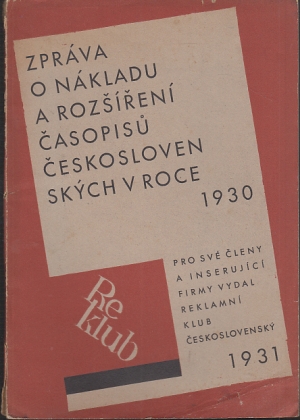 ZPRÁVA
O NÁKLADU
A ROZŠÍŘENÍ
ČASOPISŮ
ČESKOSLOVEN
SKÝCH V ROCE
1930
PRO SVÉ ČLENY
A INSERUJÍCÍ
FIRMY VYDAL
REKLAMNÍ
KLUB
ČESKOSLOVENSKÝ
1931
Re
klub